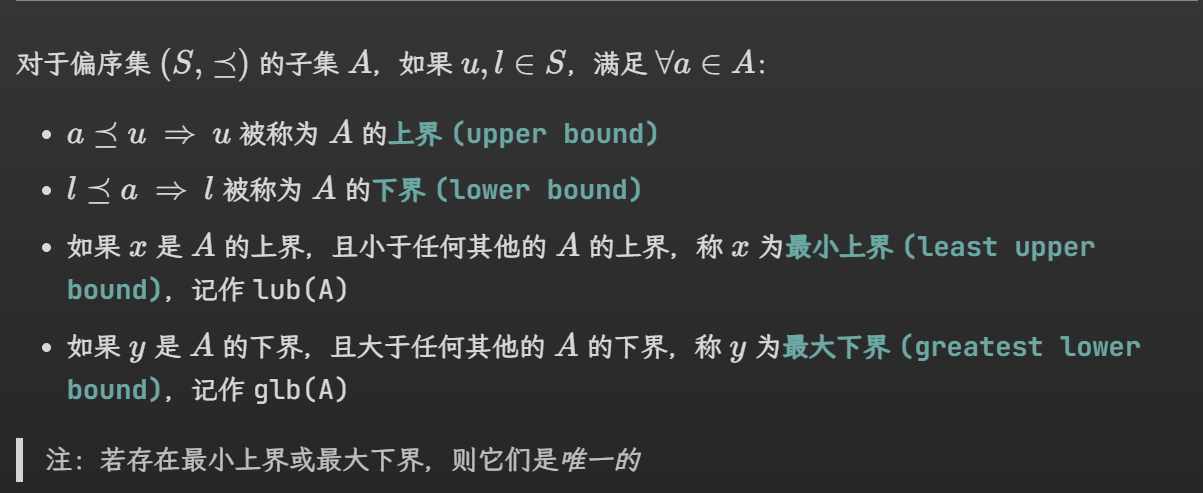 对于偏序集 (S, ⪯) 的子集 A，如果 u, l ∈ S，满足 ∀a ∈ A：
• a ⪯ u ⇒ u 被称为 A 的上界 (upper bound)
• l ⪯ a ⇒ l 被称为 A 的下界 (lower bound)
• 如果 x 是 A 的上界，且小于任何其他的 A 的上界，称 x 为最小上界 (least upper
bound)，记作 lub(A)
• 如果 y 是 A 的下界，且大于任何其他的 A 的下界，称 y 为最大下界 (greatest lower
bound)，记作 glb(A)
注：若存在最小上界或最大下界，则它们是唯一的